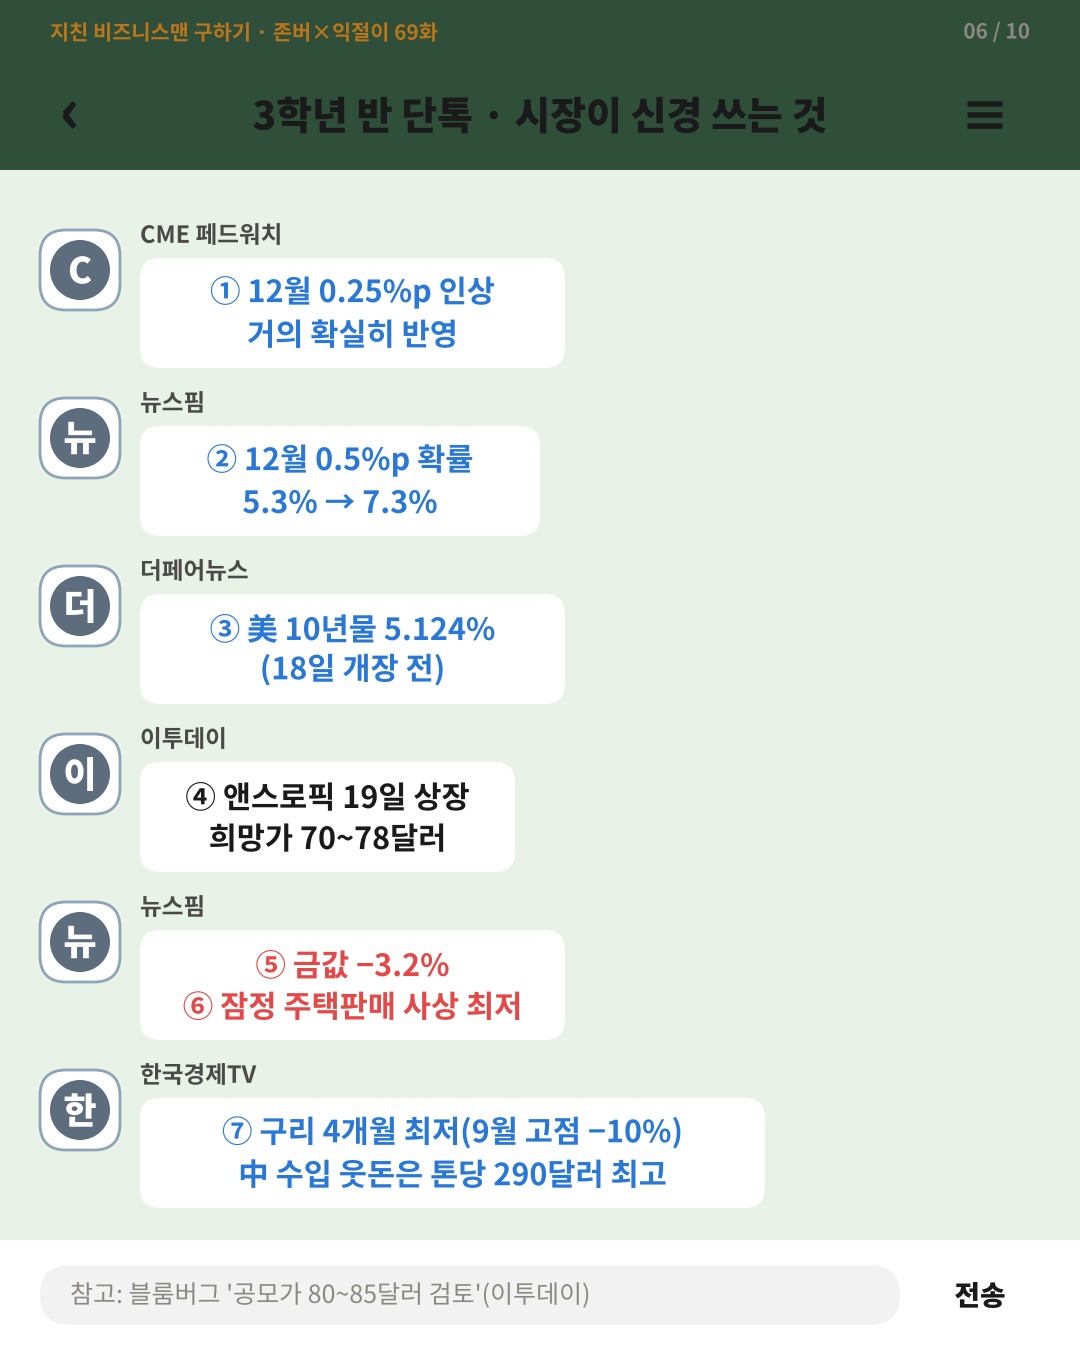 지친 비즈니스맨 구하기 · 존버×익절이 69화
06 / 10
3학년 반 단톡 · 시장이 신경 쓰는 것
C
CME 페드워치
① 12월 0.25%p 인상
거의 확실히 반영
뉴
뉴스핌
② 12월 0.5%p 확률
5.3% → 7.3%
더
더페어뉴스
③ 美 10년물 5.124%
(18일 개장 전)
이
이투데이
④ 앤스로픽 19일 상장
희망가 70~78달러
뉴
뉴스핌
⑤ 금값 −3.2%
⑥ 잠정 주택판매 사상 최저
한
한국경제TV
⑦ 구리 4개월 최저(9월 고점 −10%)
中 수입 웃돈은 톤당 290달러 최고
참고: 블룸버그 '공모가 80~85달러 검토'(이투데이)
전송